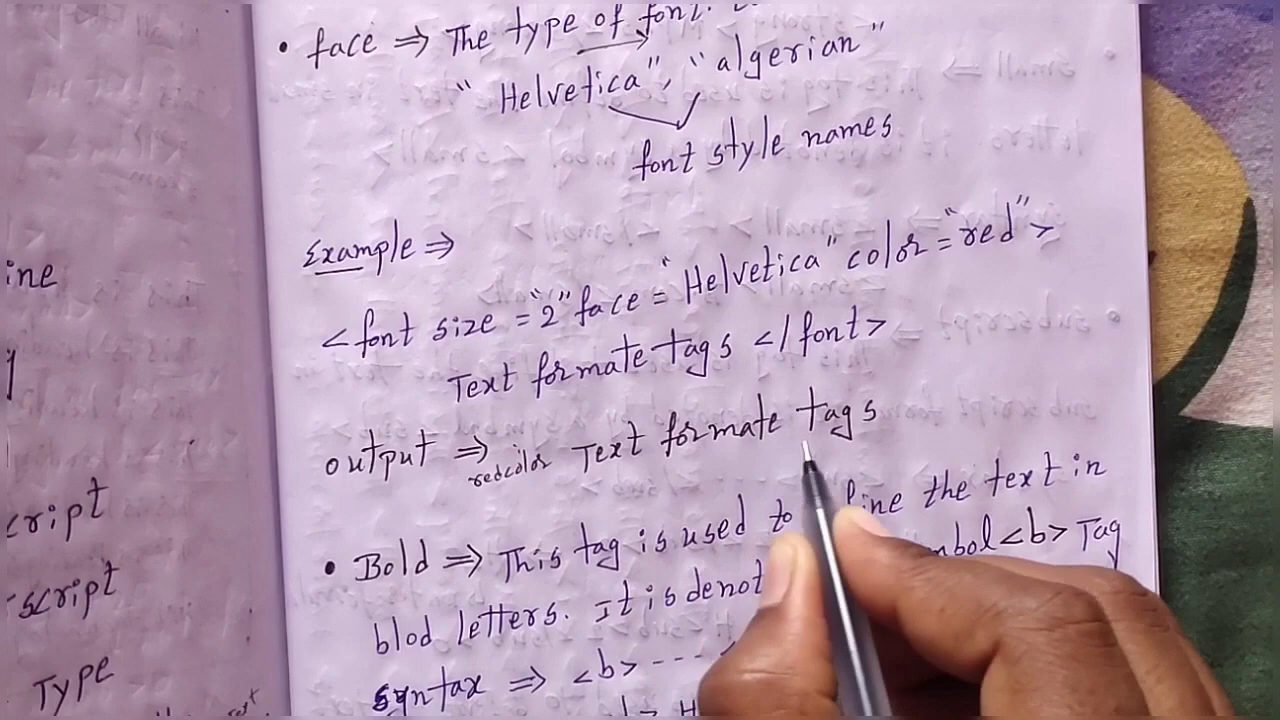 • face ⇒ The type of font.
"Helvetica", "algerian"
font style names
Example ⇒
<font size = "2" face = "Helvetica" color = "red">
Text formate tags </font>
output ⇒ redcolor Text formate tags
• Bold ⇒ This tag is used to the text in
blod letters. It is denot <b> Tag
syntax ⇒ <b> ----
ine
cript
script
Type